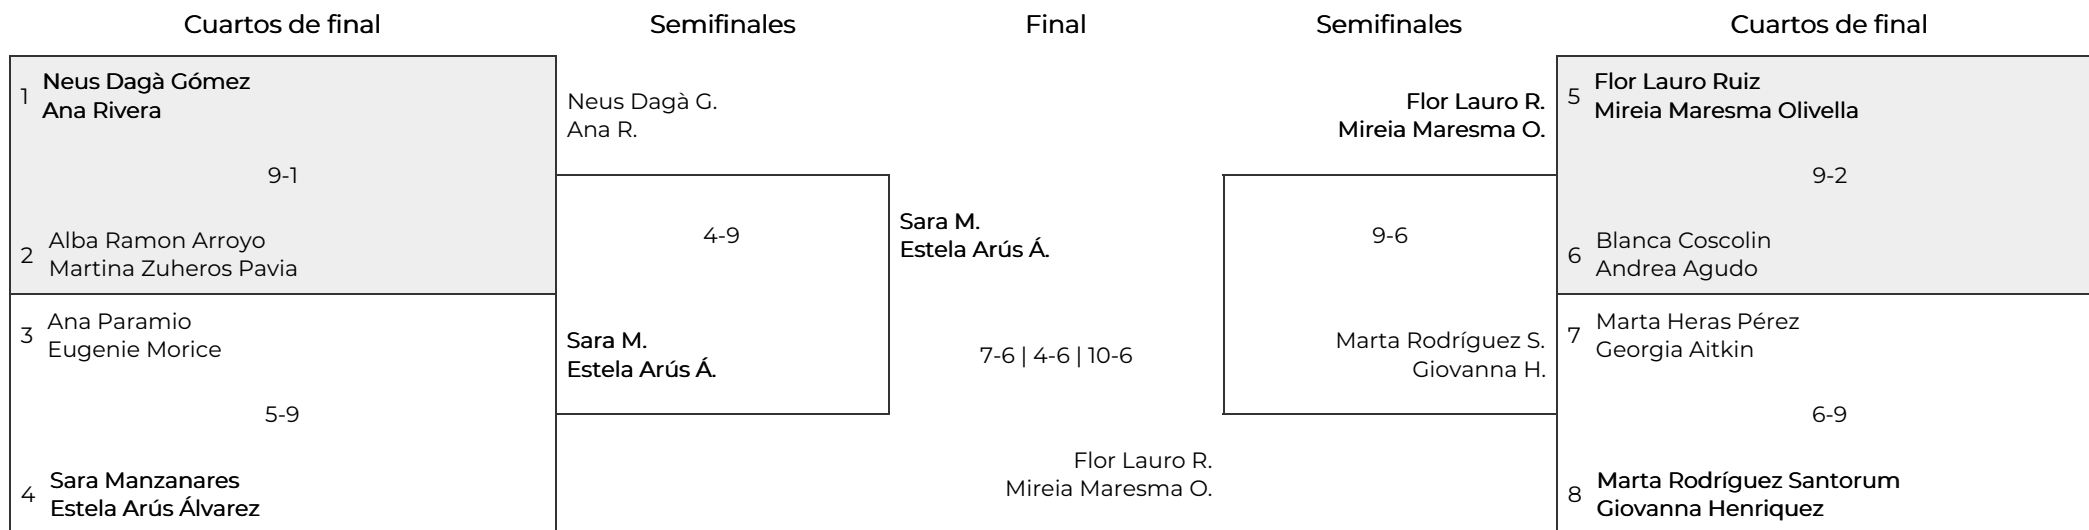 Cuartos de final
Semifinales
Final
Semifinales
Cuartos de final
1
Neus Dagà Gómez
Ana Rivera
9-1
2
Alba Ramon Arroyo
Martina Zuheros Pavia
3
Ana Paramio
Eugenie Morice
5-9
4
Sara Manzanares
Estela Arús Álvarez
Neus Dagà G.
Ana R.
4-9
Sara M.
Estela Arús Á.
Sara M.
Estela Arús Á.
7-6 | 4-6 | 10-6
Flor Lauro R.
Mireia Maresma O.
Flor Lauro R.
Mireia Maresma O.
9-6
Marta Rodríguez S.
Giovanna H.
5
Flor Lauro Ruiz
Mireia Maresma Olivella
9-2
6
Blanca Coscolin
Andrea Agudo
7
Marta Heras Pérez
Georgia Aitkin
6-9
8
Marta Rodríguez Santorum
Giovanna Henriquez